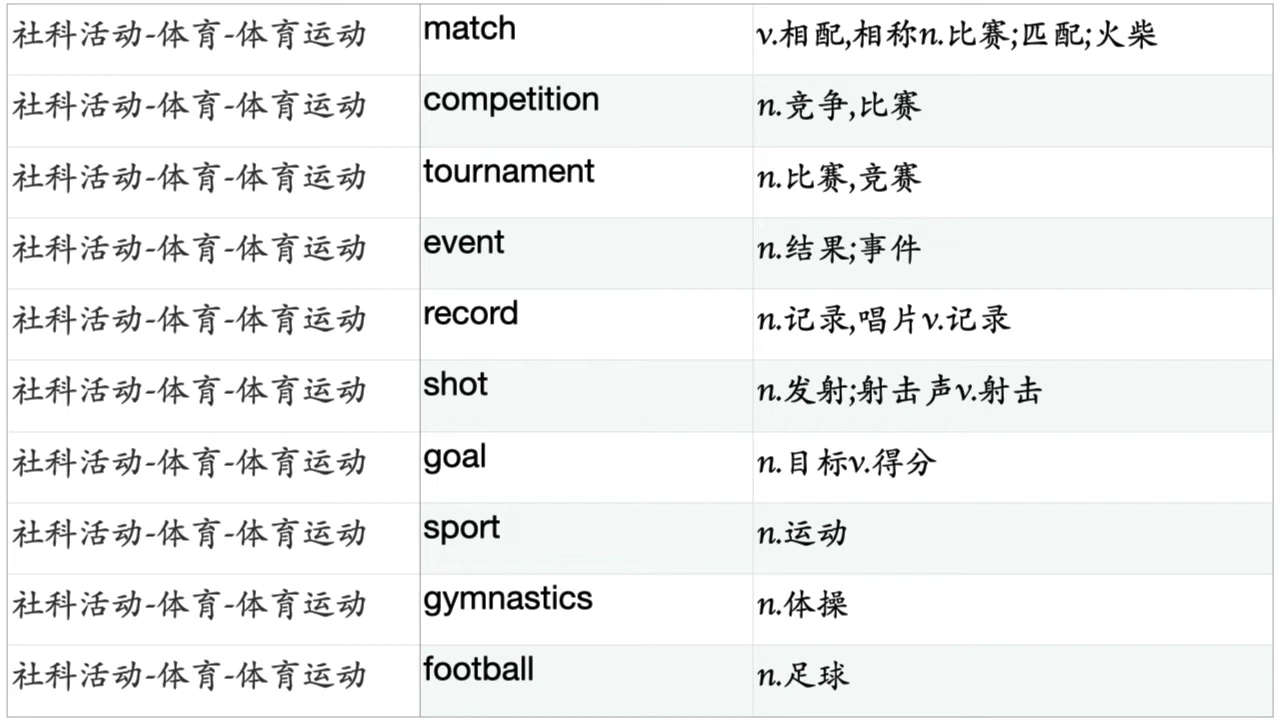 社科活动-体育-体育运动 match v.相配,相称n.比赛;匹配;火柴
社科活动-体育-体育运动 competition n.竞争,比赛
社科活动-体育-体育运动 tournament n.比赛,竞赛
社科活动-体育-体育运动 event n.结果;事件
社科活动-体育-体育运动 record n.记录,唱片v.记录
社科活动-体育-体育运动 shot n.发射;射击声v.射击
社科活动-体育-体育运动 goal n.目标v.得分
社科活动-体育-体育运动 sport n.运动
社科活动-体育-体育运动 gymnastics n.体操
社科活动-体育-体育运动 football n.足球